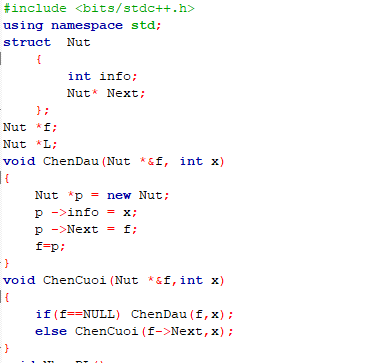 #include <bits/stdc++.h>
using namespace std;
struct  Nut
{
int info;
Nut* Next;
};
Nut *f;
Nut *L;
void ChenDau(Nut *&f, int x)
{
Nut *p = new Nut;
p ->info = x;
p ->Next = f;
f=p;
}
void ChenCuoi(Nut *&f,int x)
{
if(f==NULL) ChenDau(f,x);
else ChenCuoi(f->Next,x);
}